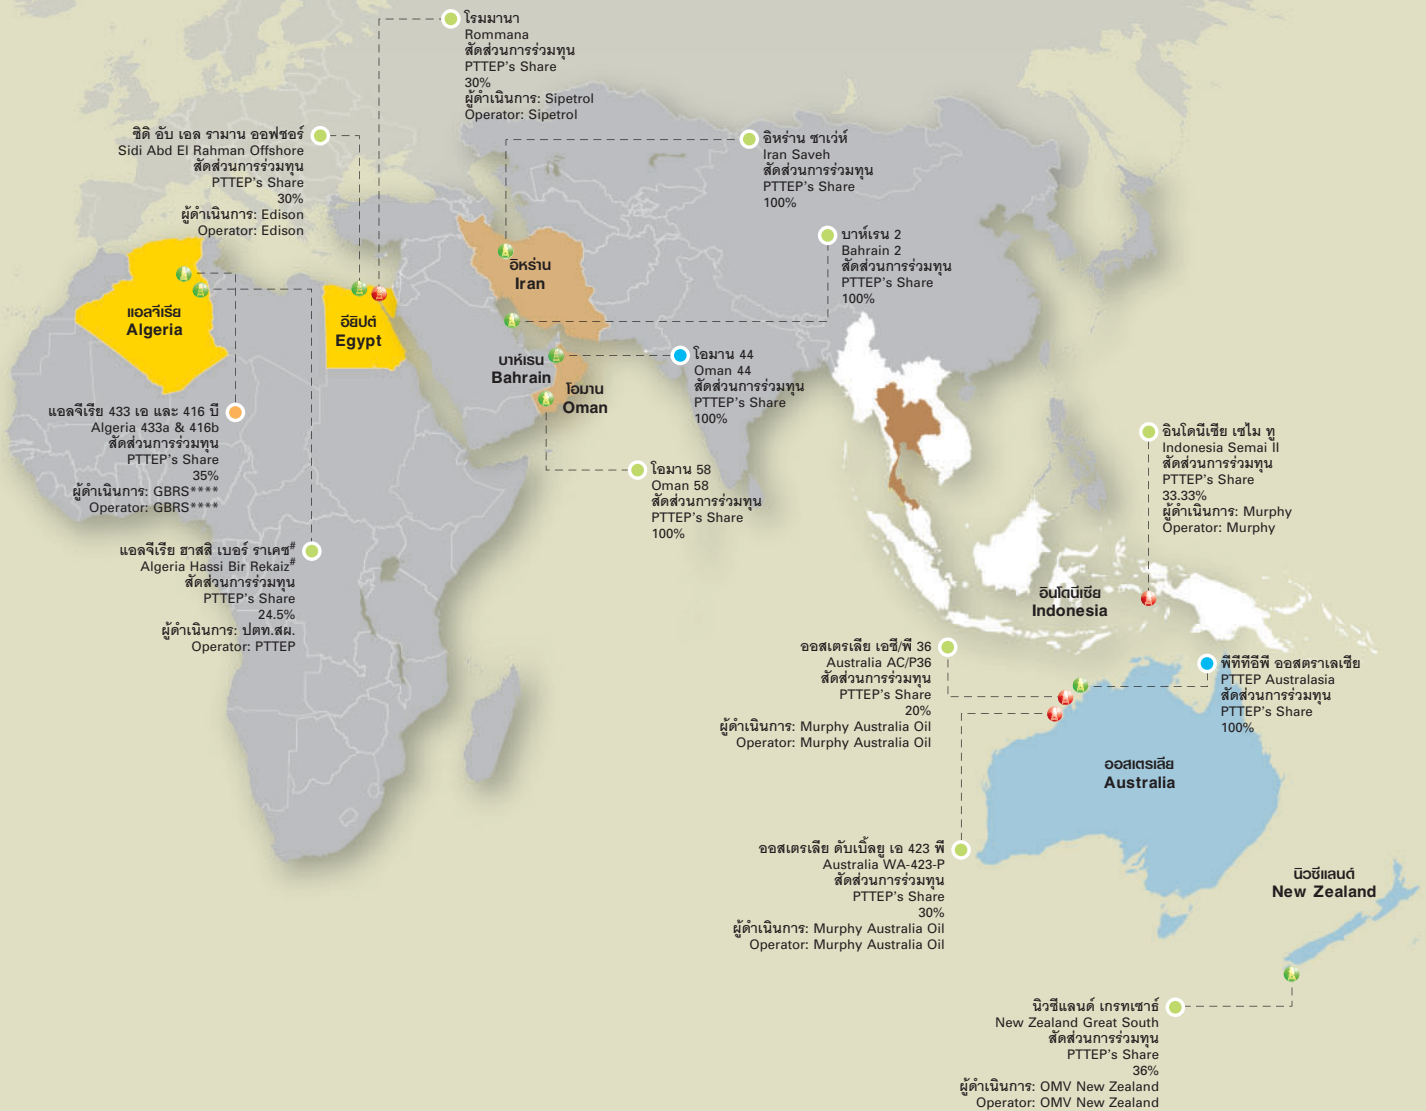 โรมมานา
Rommana
สัดส่วนการร่วมทุน
PTTEP's Share
30%
ผู้ดำเนินการ: Sipetrol
Operator: Sipetrol
ซิดิ อับ เอล รามาน ออฟชอร์
Sidi Abd El Rahman Offshore
สัดส่วนการร่วมทุน
PTTEP's Share
30%
ผู้ดำเนินการ: Edison
Operator: Edison
อิหร่าน ซาเว่ห์
Iran Saveh
สัดส่วนการร่วมทุน
PTTEP's Share
100%
บาห์เรน 2
Bahrain 2
สัดส่วนการร่วมทุน
PTTEP's Share
100%
อิหร่าน
Iran
แอลจีเรีย
Algeria
อียิปต์
Egypt
บาห์เรน
Bahrain
โอมาน
Oman
โอมาน 44
Oman 44
สัดส่วนการร่วมทุน
PTTEP's Share
100%
แอลจีเรีย 433 เอ และ 416 บี
Algeria 433a & 416b
สัดส่วนการร่วมทุน
PTTEP's Share
35%
ผู้ดำเนินการ: GBRS****
Operator: GBRS****
โอมาน 58
Oman 58
สัดส่วนการร่วมทุน
PTTEP's Share
100%
อินโดนีเซีย เซไม ทู
Indonesia Semai II
สัดส่วนการร่วมทุน
PTTEP's Share
33.33%
ผู้ดำเนินการ: Murphy
Operator: Murphy
แอลจีเรีย ฮาสสิ เบอร์ ราเคซ#
Algeria Hassi Bir Rekaiz#
สัดส่วนการร่วมทุน
PTTEP's Share
24.5%
ผู้ดำเนินการ: ปตท.สผ.
Operator: PTTEP
อินโดนีเซีย
Indonesia
ออสเตรเลีย เอซี/พี 36
Australia AC/P36
สัดส่วนการร่วมทุน
PTTEP's Share
20%
ผู้ดำเนินการ: Murphy Australia Oil
Operator: Murphy Australia Oil
พีทีทีอีพี ออสตราเลเซีย
PTTEP Australasia
สัดส่วนการร่วมทุน
PTTEP's Share
100%
ออสเตรเลีย
Australia
ออสเตรเลีย ดับเบิ้ลยู เอ 423 พี
Australia WA-423-P
สัดส่วนการร่วมทุน
PTTEP's Share
30%
ผู้ดำเนินการ: Murphy Australia Oil
Operator: Murphy Australia Oil
นิวซีแลนด์
New Zealand
นิวซีแลนด์ เกรทเซาธ์
New Zealand Great South
สัดส่วนการร่วมทุน
PTTEP's Share
36%
ผู้ดำเนินการ: OMV New Zealand
Operator: OMV New Zealand